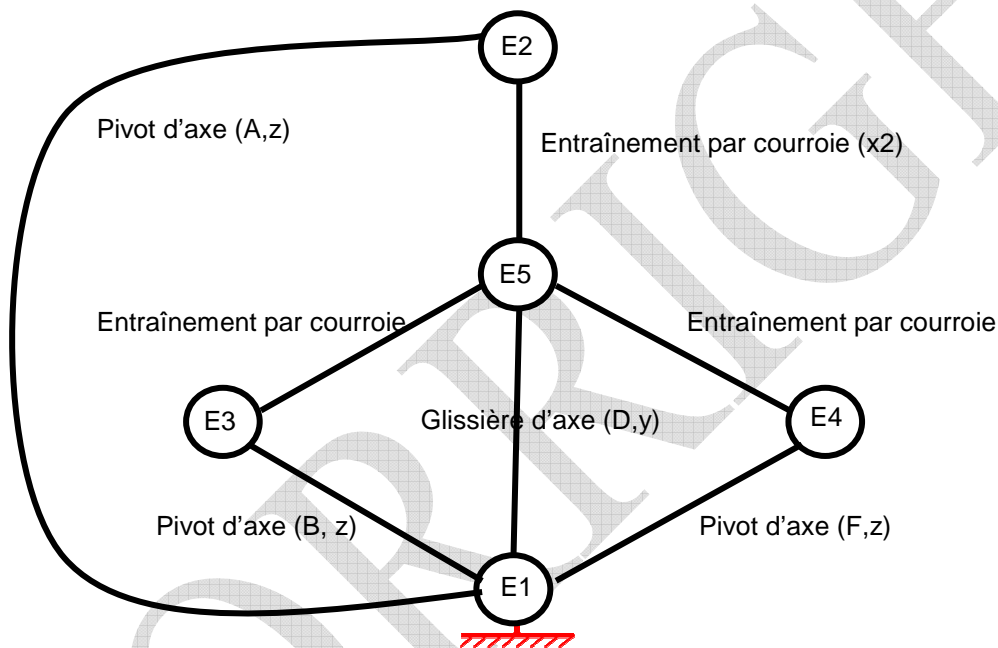 E2
Pivot d'axe (A,z)
Entraînement par courroie (x2)
E5
Entraînement par courroie
Entraînement par courroie
E3
Glissière d'axe (D,y)
E4
Pivot d'axe (B, z)
Pivot d'axe (F,z)
E1